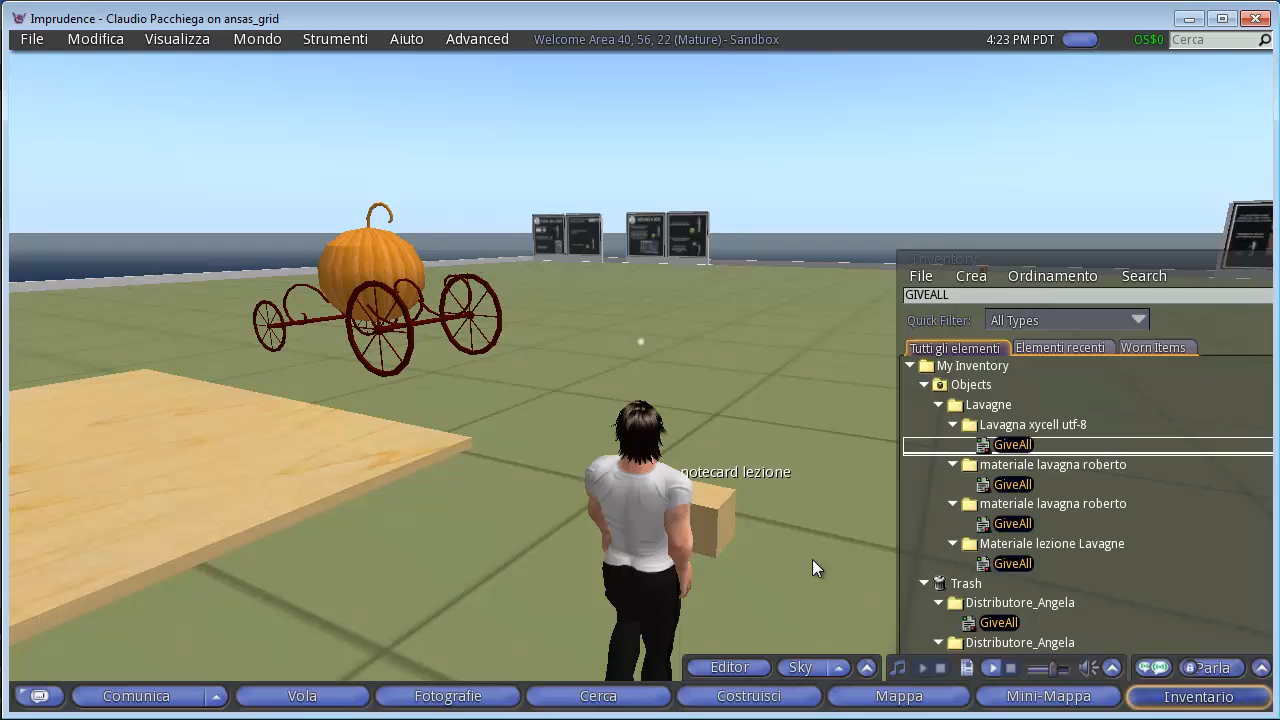 Imprudence - Claudio Pacchiega on ansas_grid
File Modifica Visualizza Mondo Strumenti Aiuto Advanced Welcome Area 40, 56, 22 (Mature) - Sandbox 4:23 PM PDT OS$0 Cerca
Inventory
File Crea Ordinamento Search
GIVEALL
Quick Filter: All Types
Tutti gli elementi Elementi recenti Worn Items
My Inventory
Objects
Lavagne
Lavagna xycell utf-8
GiveAll
materiale lavagna roberto
GiveAll
materiale lavagna roberto
GiveAll
Materiale lezione Lavagne
GiveAll
Trash
Distributore_Angela
GiveAll
Distributore_Angela
notecard lezione
Editor Sky Parla
Comunica Vola Fotografie Cerca Costruisci Mappa Mini-Mappa Inventario